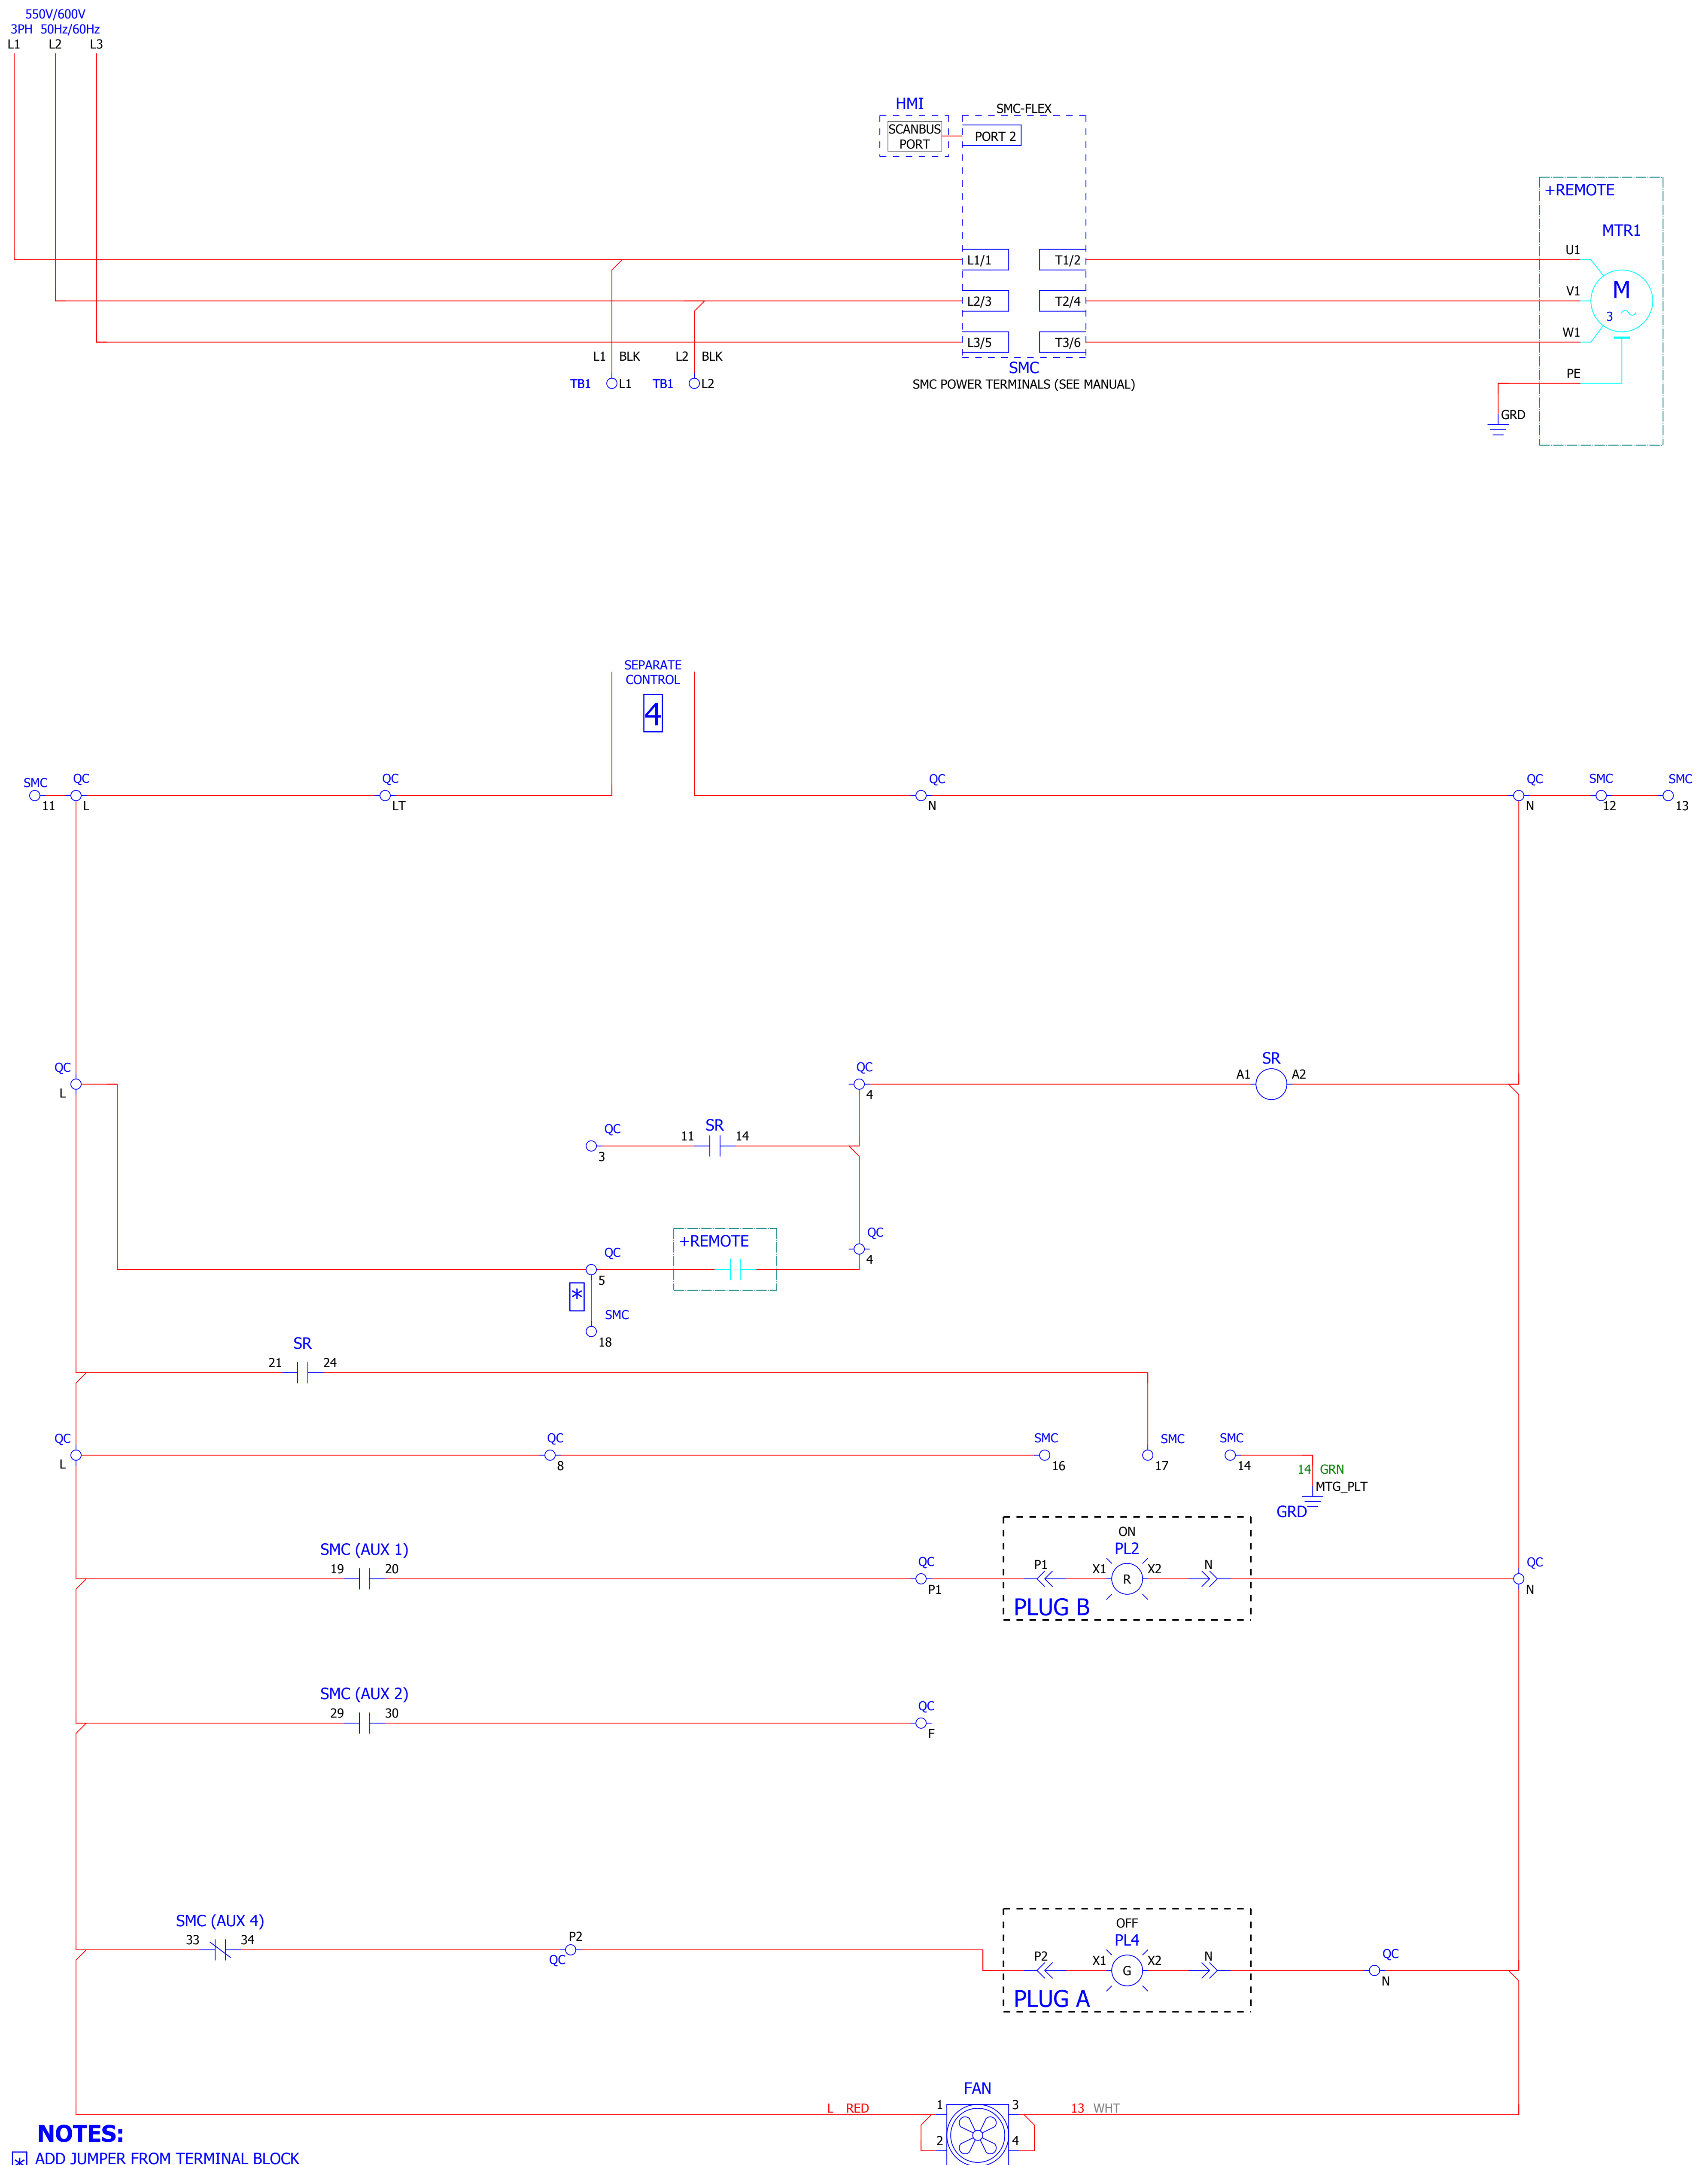 550V/600V
3PH 50Hz/60Hz
L1 L2 L3
HMI
SCANBUS
PORT
SMC-FLEX
PORT 2
+REMOTE
MTR1
L1/1 T1/2 U1
L2/3 T2/4 V1
M
3
L3/5 T3/6 W1
L1 BLK L2 BLK
SMC
PE
TB1 L1 TB1 L2
SMC POWER TERMINALS (SEE MANUAL)
GRD
SEPARATE
CONTROL
4
SMC QC QC QC QC SMC SMC
11 L LT N N 12 13
QC QC SR
L 4 A1 A2
QC SR
3 11 14
QC
4
+REMOTE
QC
5
*
SMC
18
SR
21 24
QC QC SMC SMC SMC
L 8 16 17 14
14 GRN
MTG_PLT
GRD
ON
SMC (AUX 1) PL2
19 20 QC P1 X1 R X2 N QC
P1 N
PLUG B
SMC (AUX 2)
29 30 QC
F
SMC (AUX 4)
33 34 P2
QC
OFF
PL4
P2 X1 G X2 N QC
N
PLUG A
FAN
L RED 1 3 13 WHT
2 4
NOTES:
* ADD JUMPER FROM TERMINAL BLOCK